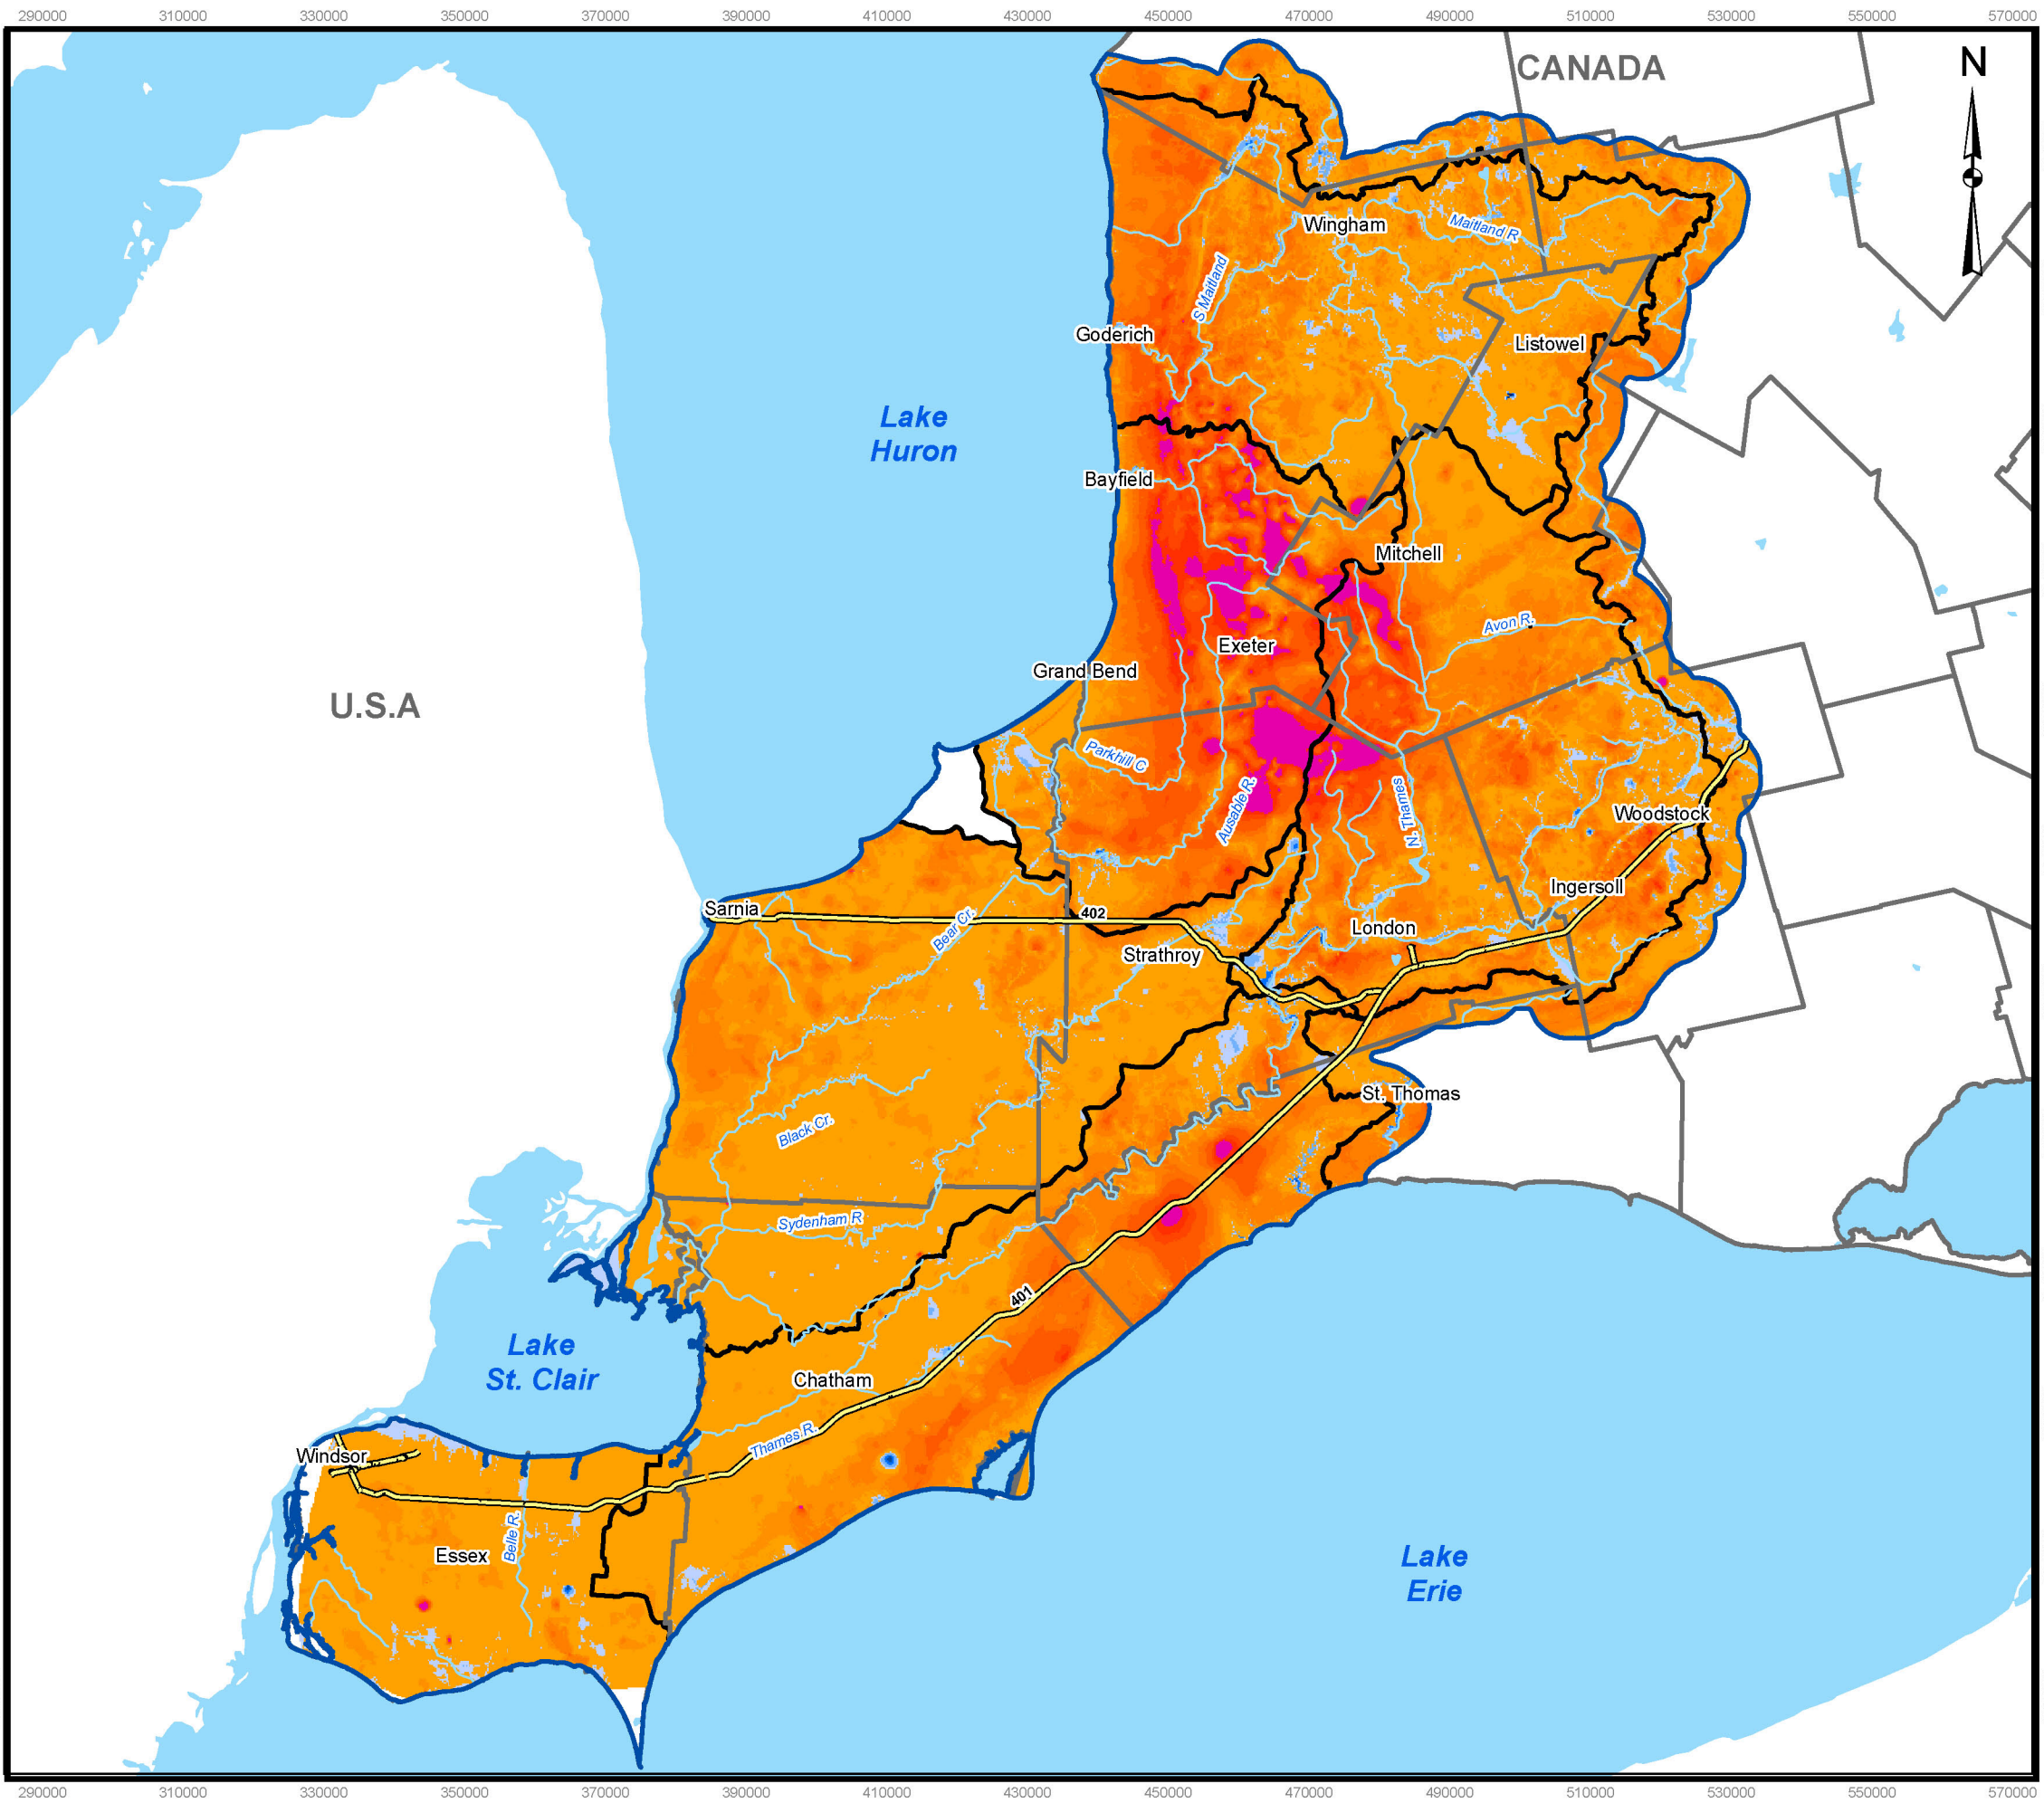 290000 310000 330000 350000 370000 390000 410000 430000 450000 470000 490000 510000 530000 550000 570000
CANADA
N
Wingham
Maitland R
S Maitland
Goderich
Listowel
Lake
Huron
Bayfield
Mitchell
Avon R.
Exeter
Grand Bend
U.S.A
Parkhill C
Ausable R.
N. Thames
Woodstock
Ingersoll
Sarnia
402
Bear Cr.
London
Strathroy
St. Thomas
Black Cr.
Sydenham R
401
Lake
St. Clair
Chatham
Thames R.
Windsor
Belle R.
Essex
Lake
Erie
290000 310000 330000 350000 370000 390000 410000 430000 450000 470000 490000 510000 530000 550000 570000